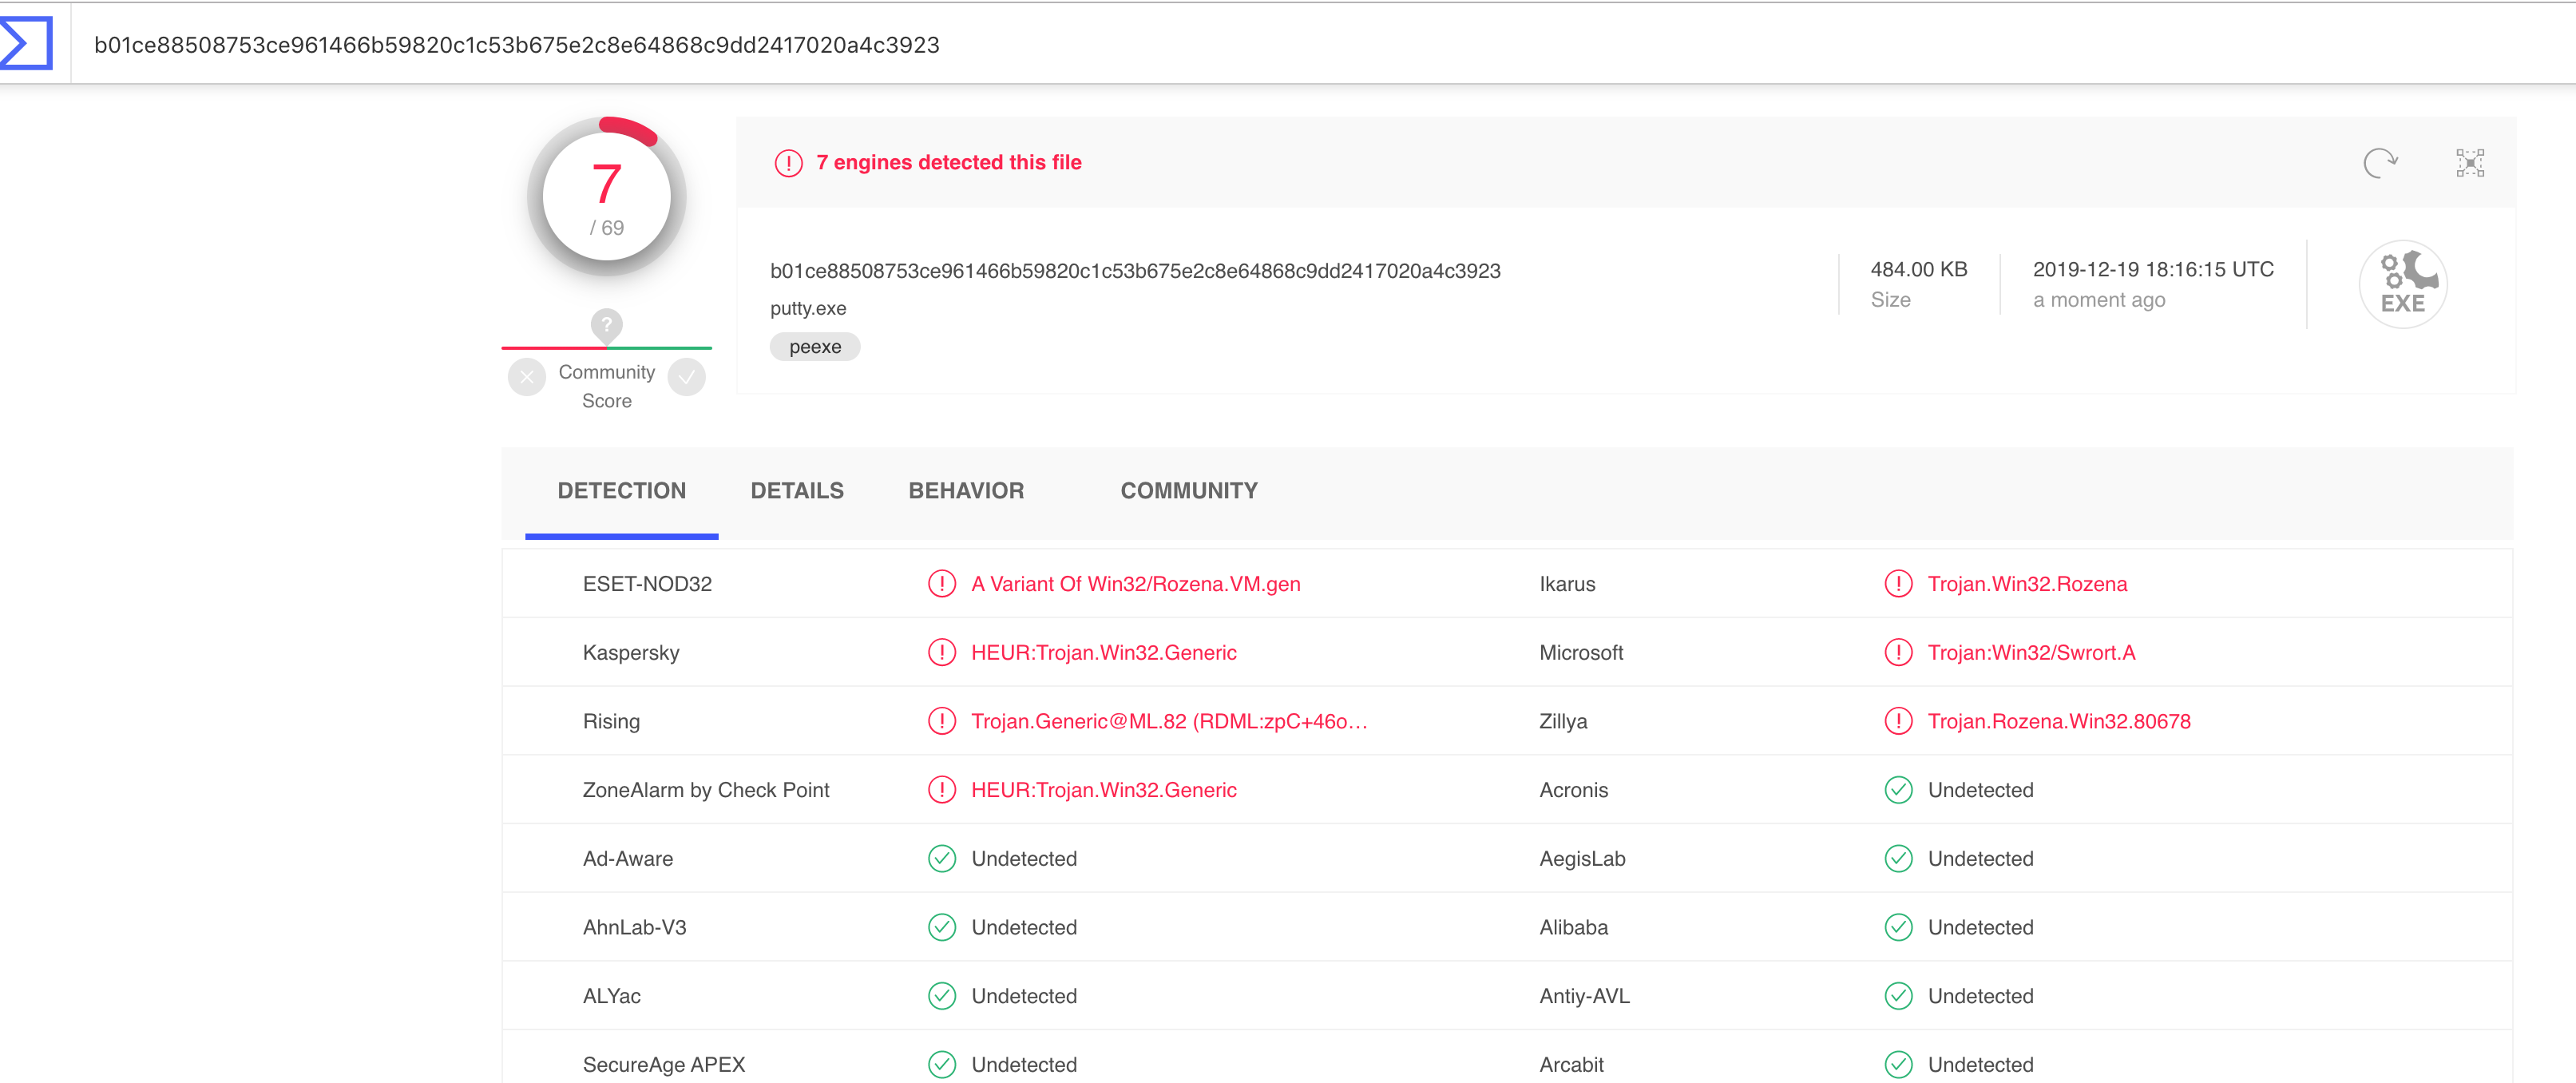 b01ce88508753ce961466b59820c1c53b675e2c8e64868c9dd2417020a4c3923
7
/ 69
7 engines detected this file
b01ce88508753ce961466b59820c1c53b675e2c8e64868c9dd2417020a4c3923
putty.exe
peexe
484.00 KB
Size
2019-12-19 18:16:15 UTC
a moment ago
EXE
?
Community
Score
DETECTION DETAILS BEHAVIOR COMMUNITY
ESET-NOD32 A Variant Of Win32/Rozena.VM.gen Ikarus Trojan.Win32.Rozena
Kaspersky HEUR:Trojan.Win32.Generic Microsoft Trojan:Win32/Swrort.A
Rising Trojan.Generic@ML.82 (RDML:zpC+46o… Zillya Trojan.Rozena.Win32.80678
ZoneAlarm by Check Point HEUR:Trojan.Win32.Generic Acronis Undetected
Ad-Aware Undetected AegisLab Undetected
AhnLab-V3 Undetected Alibaba Undetected
ALYac Undetected Antiy-AVL Undetected
SecureAge APEX Undetected Arcabit Undetected